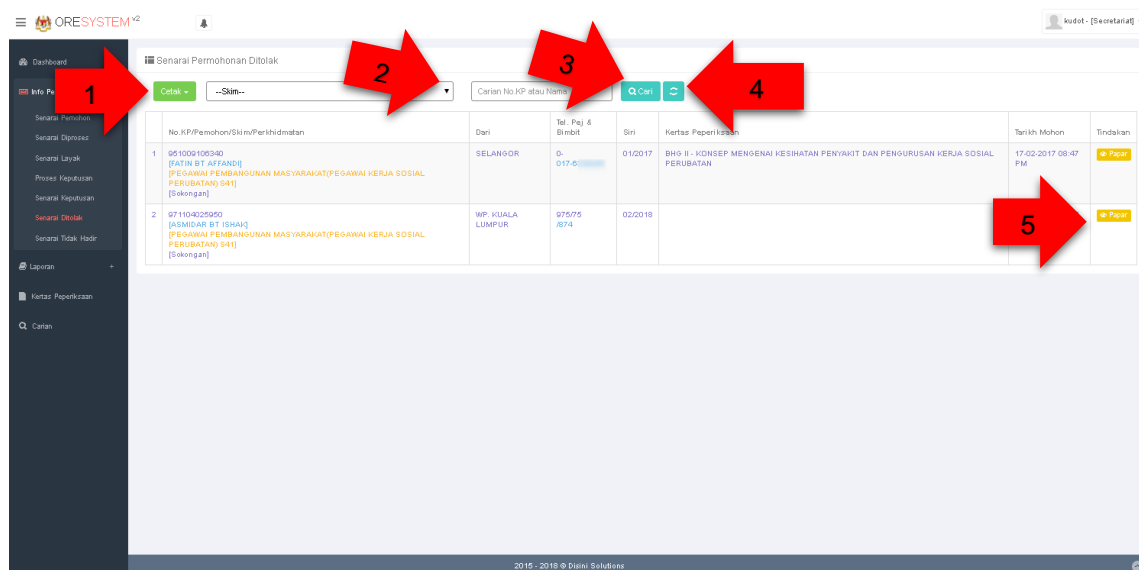 ORESYSTEM v2
kudot - [Secretariat]
Dashboard
Info Pe
1
Senarai Pemohon
Senarai Diproses
Senarai Layak
Proses Keputusan
Senarai Keputusan
Senarai Ditolak
Senarai Tidak Hadir
Laporan +
Kertas Peperiksaan
Carian
Senarai Permohonan Ditolak
2
3
4
Cetak
--Skim--
Carian No.KP atau Nama
Cari
No.KP/Pemohon/Skim/Perkhidmatan Dari Tel. Pej & Bimbit Siri Kertas Peperiksaan Tarikh Mohon Tindakan
1 951009106340 SELANGOR 0- 01/2017 BHG II - KONSEP MENGENAI KESIHATAN PENYAKIT DAN PENGURUSAN KERJA SOSIAL 17-02-2017 08:47 Papar
[FATIN BT AFFANDI] 017-6 PERUBATAN PM
[PEGAWAI PEMBANGUNAN MASYARAKAT(PEGAWAI KERJA SOSIAL
PERUBATAN) S41]
[Sokongan]
2 971104025950 WP. KUALA 975/75 02/2018 Papar
[ASMIDAR BT ISHAK] LUMPUR /874
[PEGAWAI PEMBANGUNAN MASYARAKAT(PEGAWAI KERJA SOSIAL
PERUBATAN) S41]
[Sokongan]
5
2015 - 2018 © Disini Solutions